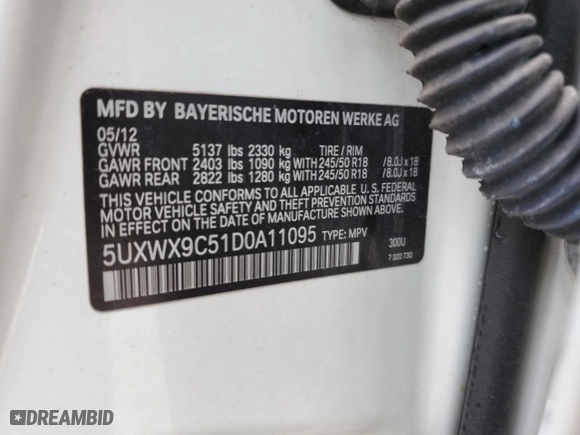 MFD BY BAYERISCHE MOTOREN WERKE AG
05/12
GVWR 5137 lbs 2330 kg TIRE / RIM
GAWR FRONT 2403 lbs 1090 kg WITH 245/50 R18 /8.0J x 18
GAWR REAR 2822 lbs 1280 kg WITH 245/50 R18 /8.0J x 18
THIS VEHICLE CONFORMS TO ALL APPLICABLE U. S. FEDERAL
MOTOR VEHICLE SAFETY AND THEFT PREVENTION STANDARDS
IN EFFECT ON THE DATE OF MANUFACTURE SHOWN ABOVE.
5UXWX9C51D0A11095 TYPE: MPV
300U
7 320 730
DREAMBID